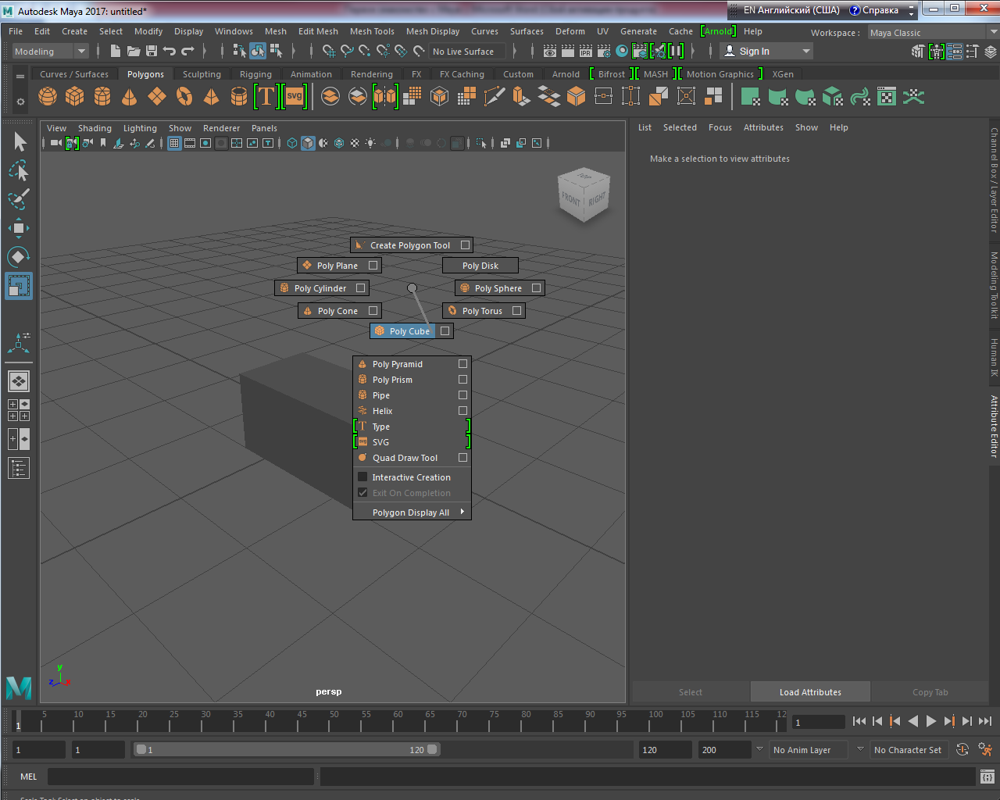 Autodesk Maya 2017: untitled*
EN Английский (США) Справка
File Edit Create Select Modify Display Windows Mesh Edit Mesh Mesh Tools Mesh Display Curves Surfaces Deform UV Generate Cache Arnold Help
Workspace : Maya Classic
Modeling No Live Surface IPR Sign In
Curves / Surfaces Polygons Sculpting Rigging Animation Rendering FX FX Caching Custom Arnold Bifrost MASH Motion Graphics XGen
T svg
View Shading Lighting Show Renderer Panels
List Selected Focus Attributes Show Help
Make a selection to view attributes
TOP
FRONT RIGHT
Create Polygon Tool
Poly Plane Poly Disk
Poly Cylinder Poly Sphere
Poly Cone Poly Torus
Poly Cube
Poly Pyramid
Poly Prism
Pipe
Helix
Type
SVG
Quad Draw Tool
Interactive Creation
Exit On Completion
Polygon Display All
Channel Box / Layer Editor
Modeling Toolkit
Human IK
Attribute Editor
y
z x
persp
Select Load Attributes Copy Tab
1 5 10 15 20 25 30 35 40 45 50 55 60 65 70 75 80 85 90 95 100 105 110 115 12
1
1 1 1 120 120 200 No Anim Layer No Character Set
MEL